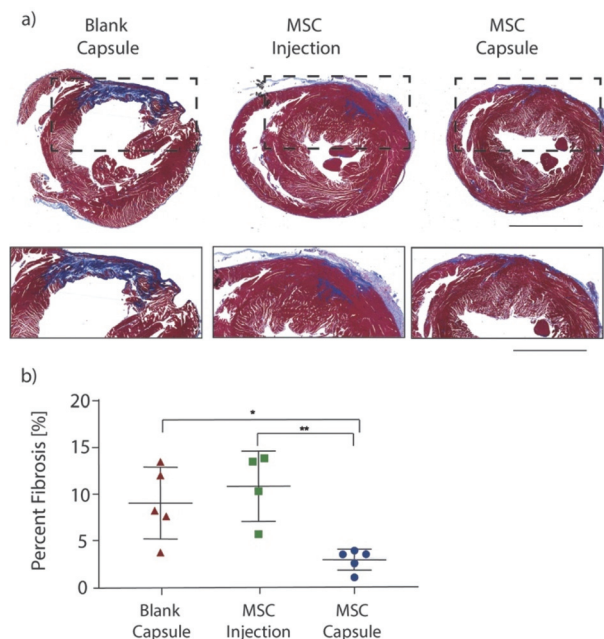 a)
Blank
Capsule
MSC
Injection
MSC
Capsule
b)
Percent Fibrosis [%]
20
15
10
5
0
*
**
Blank
Capsule
MSC
Injection
MSC
Capsule